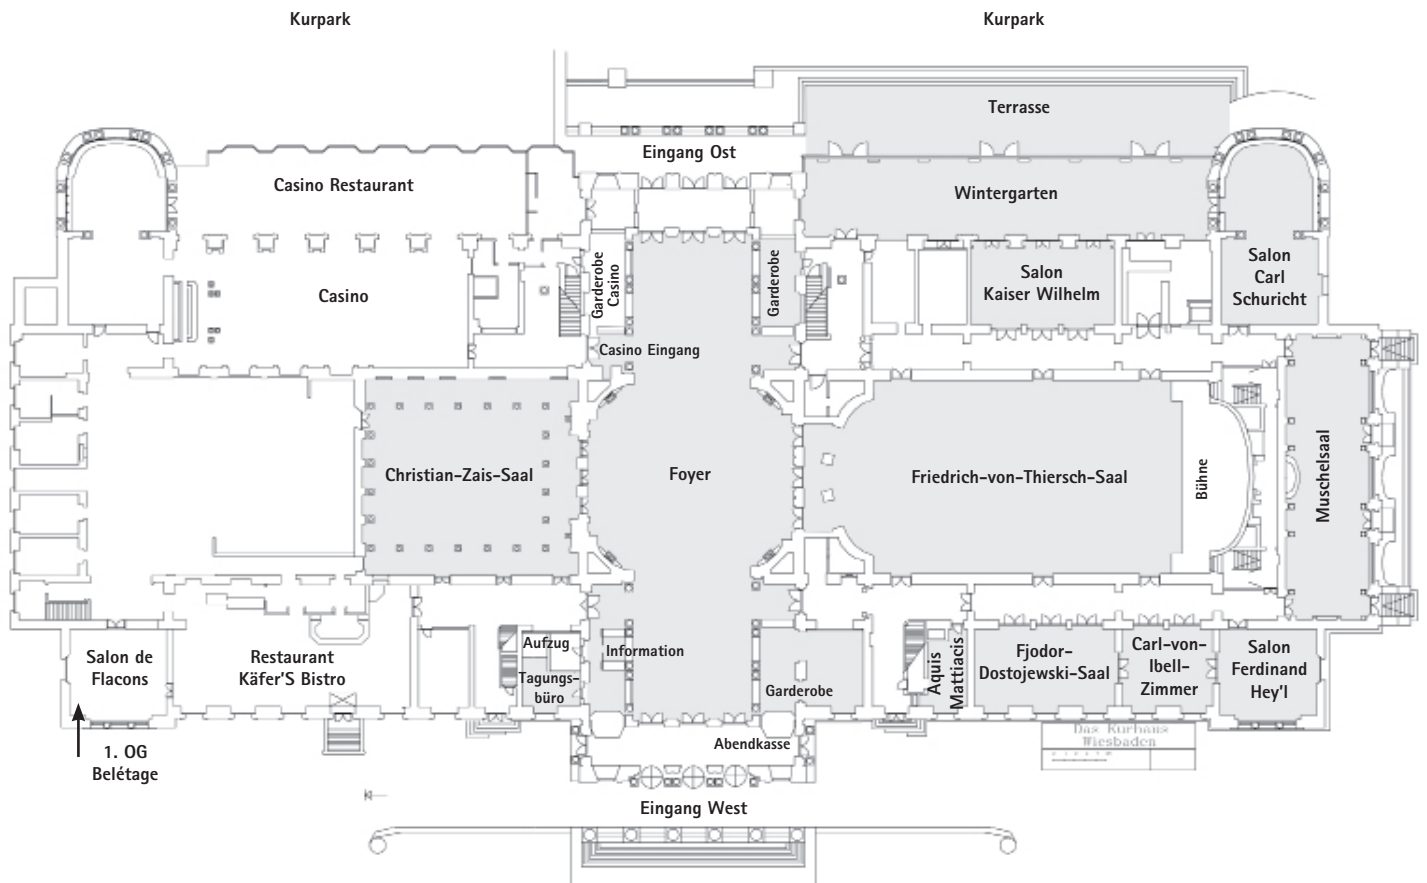 Kurpark
Kurpark
Terrasse
Eingang Ost
Casino Restaurant
Wintergarten
Garderobe
Casino
Garderobe
Salon
Kaiser Wilhelm
Salon
Carl
Schuricht
Casino
Casino Eingang
Christian-Zais-Saal
Foyer
Friedrich-von-Thiersch-Saal
Bühne
Muschelsaal
Salon de
Flacons
Restaurant
Käfer'S Bistro
Aufzug
Tagungs-
büro
Information
Garderobe
Aquis
Mattiacis
Fjodor-
Dostojewski-Saal
Carl-von-
Ibell-
Zimmer
Salon
Ferdinand
Hey'l
1. OG
Belétage
Abendkasse
Das Kurhaus
Wiesbaden
Eingang West